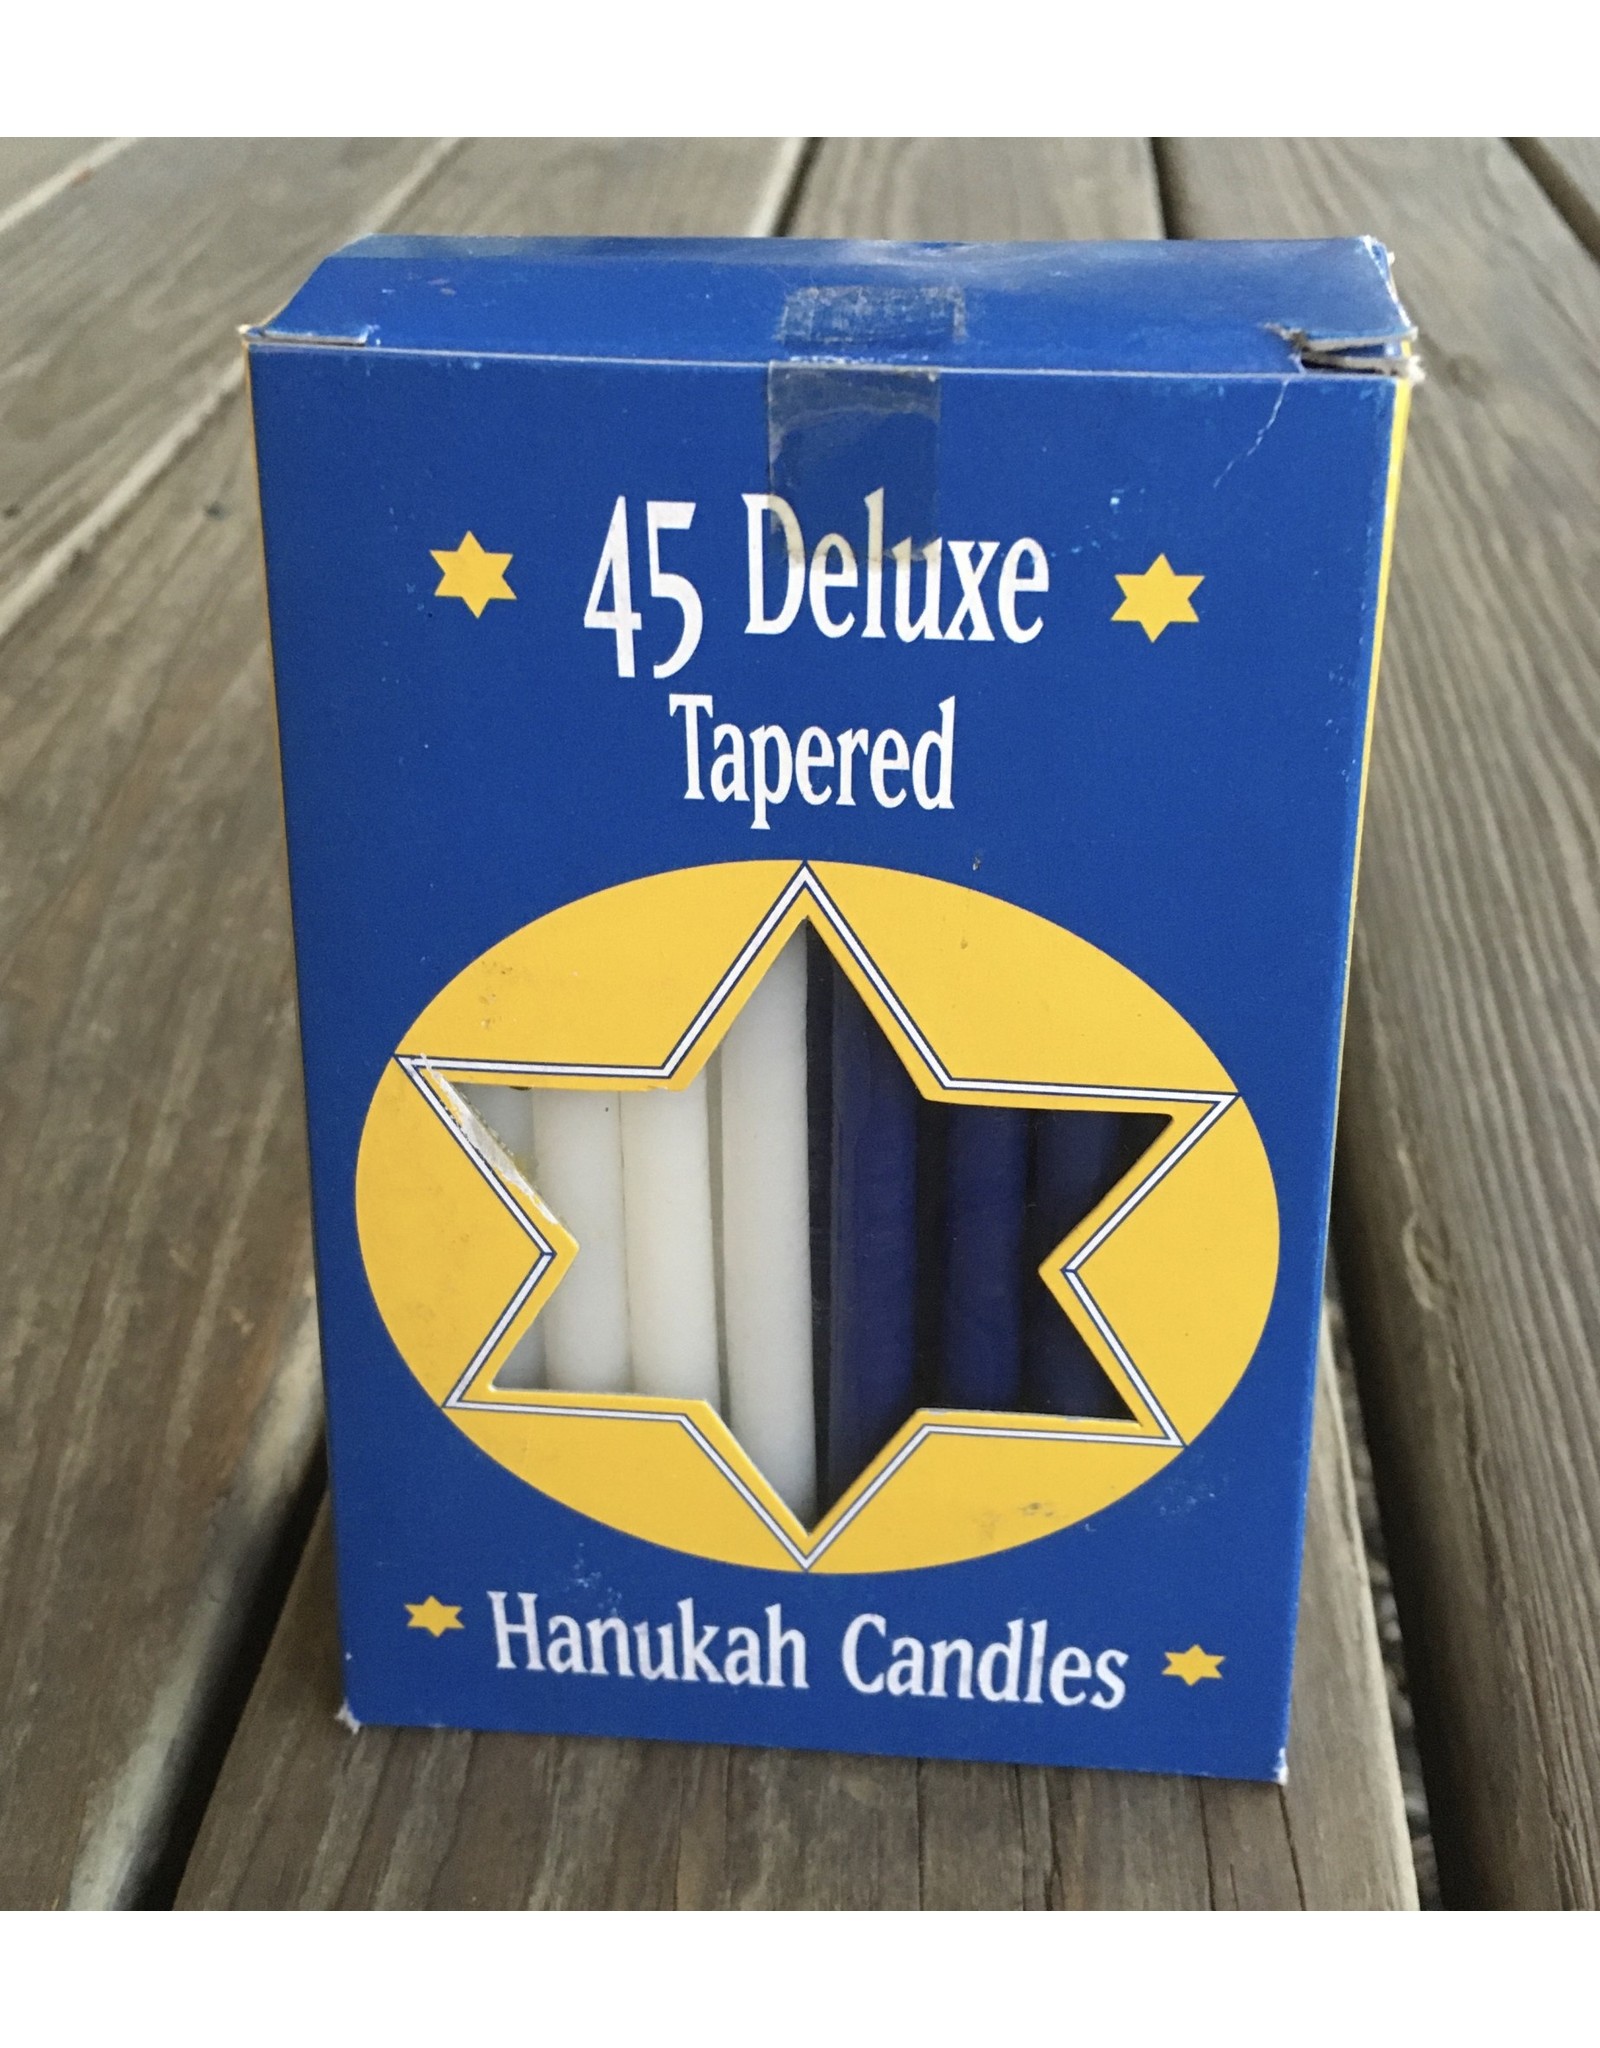 45 Deluxe
Tapered
Hanukah Candles